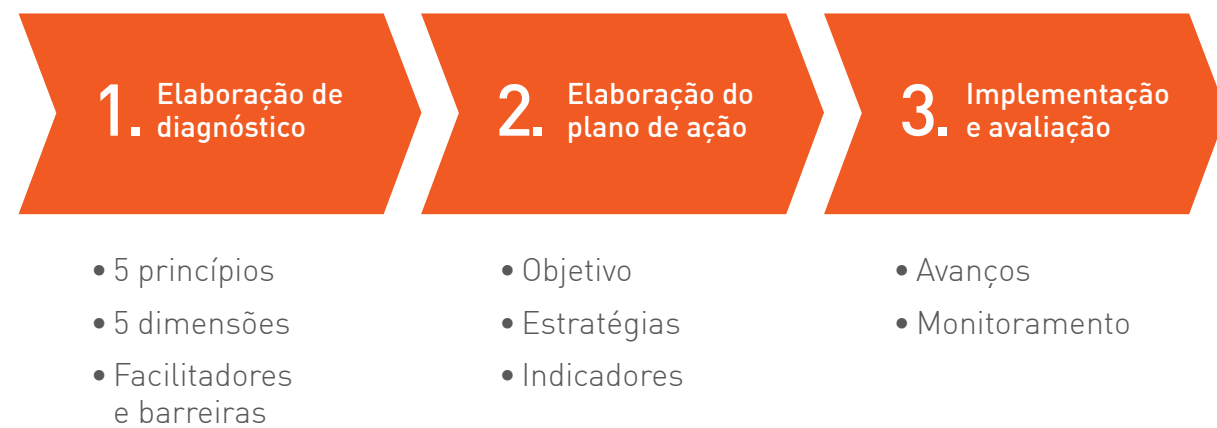 1. Elaboração de
diagnóstico
• 5 princípios
• 5 dimensões
• Facilitadores
e barreiras
2. Elaboração do
plano de ação
• Objetivo
• Estratégias
• Indicadores
3. Implementação
e avaliação
• Avanços
• Monitoramento